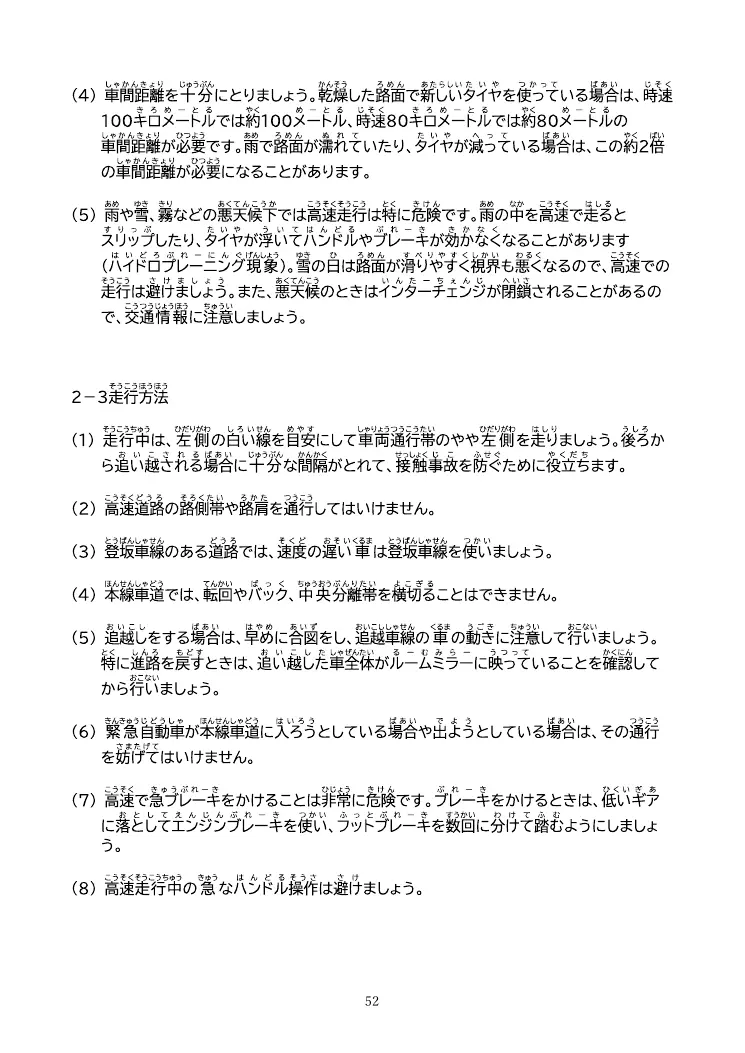 (4) 車間距離を十分にとりましょう。乾燥した路面で新しいタイヤを使っている場合は、時速
100キロメートルでは約100メートル、時速80キロメートルでは約80メートルの
車間距離が必要です。雨で路面が濡れていたり、タイヤが減っている場合は、この約2倍
の車間距離が必要になることがあります。
(5) 雨や雪、霧などの悪天候下では高速走行は特に危険です。雨の中を高速で走ると
スリップしたり、タイヤが浮いてハンドルやブレーキが効かなくなることがあります
(ハイドロプレーニング現象)。雪の日は路面が滑りやすく視界も悪くなるので、高速での
走行は避けましょう。また、悪天候のときはインターチェンジが閉鎖されることがあるの
で、交通情報に注意しましょう。
2-3走行方法
(1) 走行中は、左側の白い線を目安にして車両通行帯のやや左側を走りましょう。後ろか
ら追い越される場合に十分な間隔がとれて、接触事故を防ぐために役立ちます。
(2) 高速道路の路側帯や路肩を通行してはいけません。
(3) 登坂車線のある道路では、速度の遅い車は登坂車線を使いましょう。
(4) 本線車道では、転回やバック、中央分離帯を横切ることはできません。
(5) 追越しをする場合は、早めに合図をし、追越車線の車の動きに注意して行いましょう。
特に進路を戻すときは、追い越した車全体がルームミラーに映っていることを確認して
から行いましょう。
(6) 緊急自動車が本線車道に入ろうとしている場合や出ようとしている場合は、その通行
を妨げてはいけません。
(7) 高速で急ブレーキをかけることは非常に危険です。ブレーキをかけるときは、低いギア
に落としてエンジンブレーキを使い、フットブレーキを数回に分けて踏むようにしましょ
う。
(8) 高速走行中の急なハンドル操作は避けましょう。
52